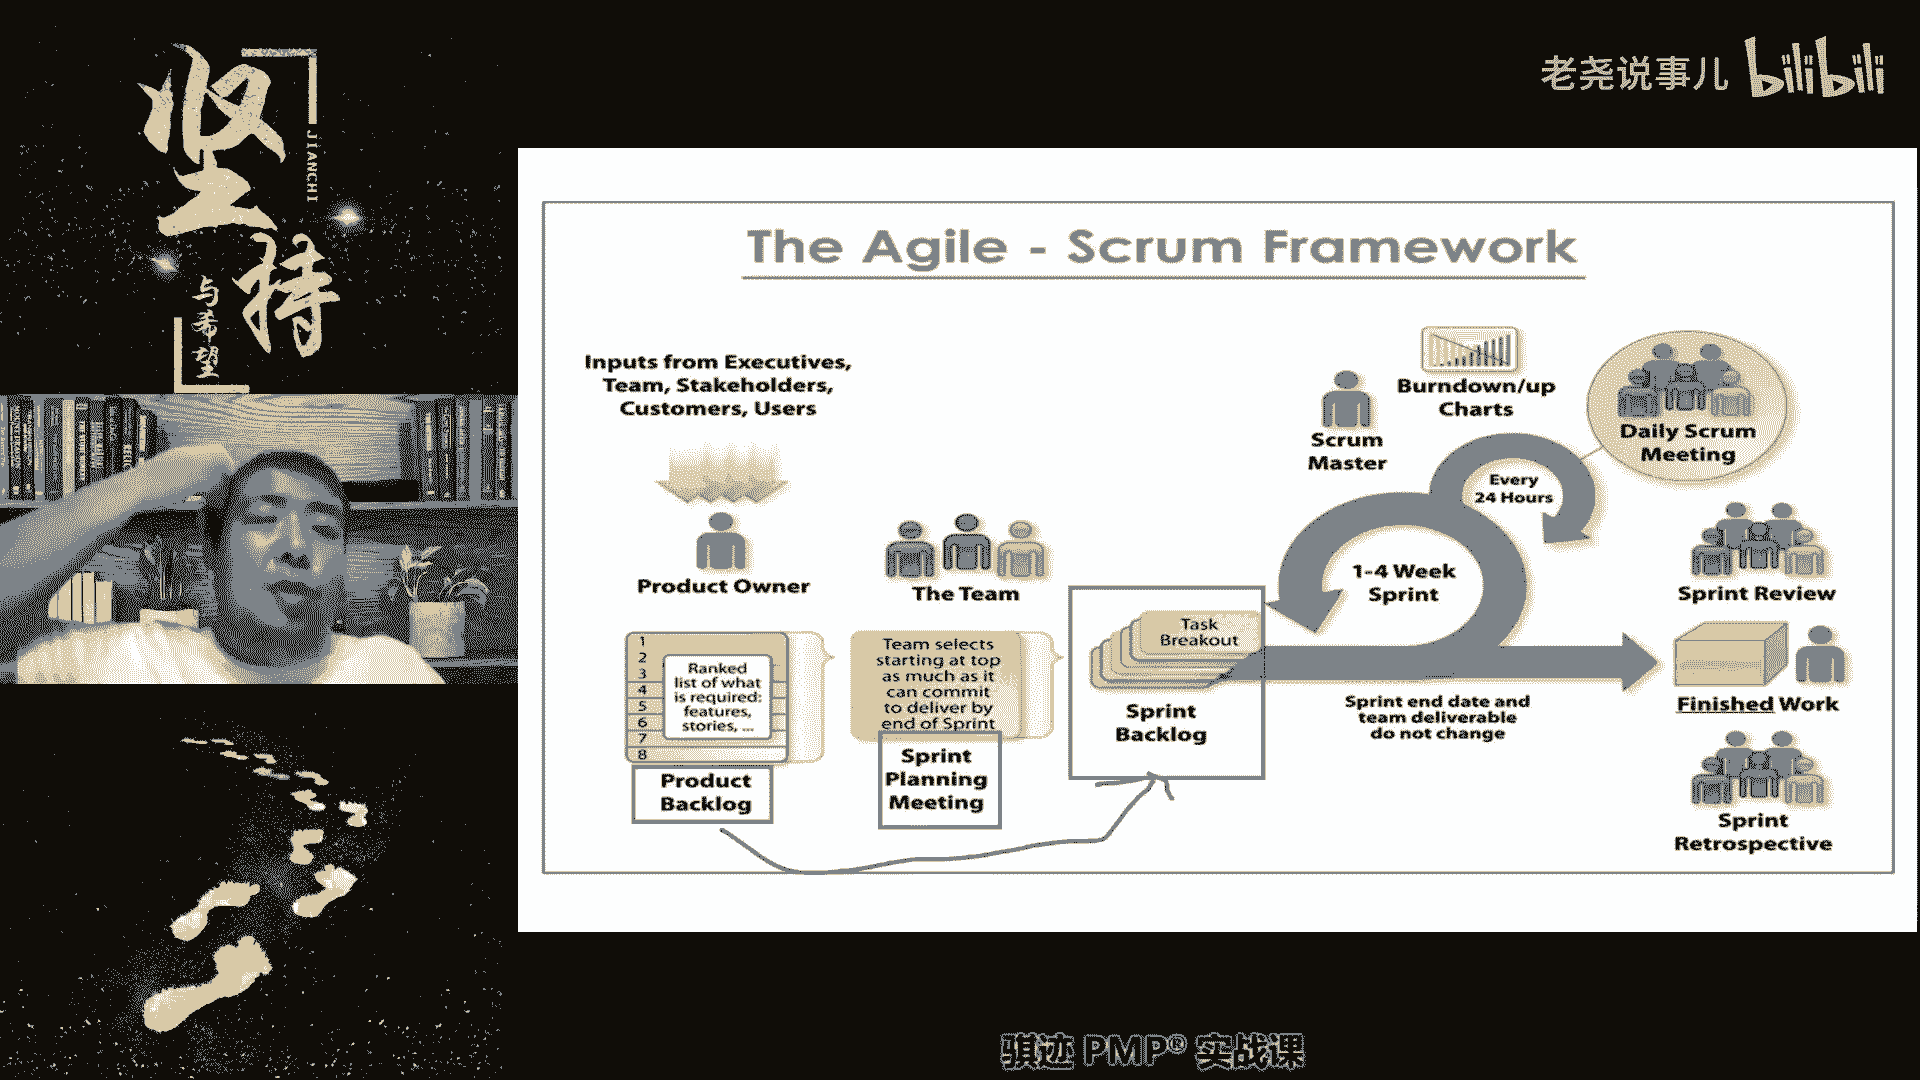 坚
持
JIANCHI
与希望
老尧说事儿 bilibili
The Agile - Scrum Framework
Inputs from Executives,
Team, Stakeholders,
Customers, Users
Product Owner
The Team
1
2
3
4
5
6
7
8
Ranked
list of what
is required:
features,
stories, ...
Product
Backlog
Team selects
starting at top
as much as it
can commit
to deliver by
end of Sprint
Sprint
Planning
Meeting
Task
Breakout
Sprint
Backlog
Scrum
Master
Burndown/up
Charts
Every
24 Hours
1-4 Week
Sprint
Sprint end date and
team deliverable
do not change
Daily Scrum
Meeting
Sprint Review
Finished Work
Sprint
Retrospective
骐迹 PMP® 实战课